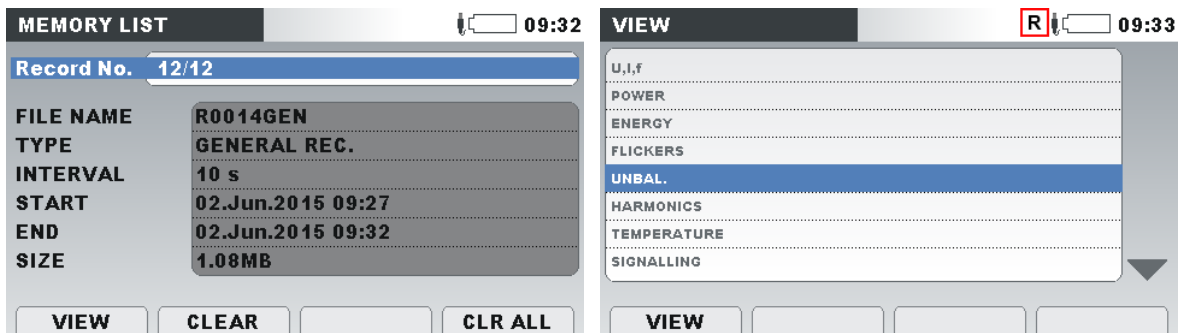 MEMORY LIST 09:32
Record No. 12/12
FILE NAME R0014GEN
TYPE GENERAL REC.
INTERVAL 10 s
START 02.Jun.2015 09:27
END 02.Jun.2015 09:32
SIZE 1.08MB
VIEW CLEAR CLR ALL
VIEW R 09:33
U,I,f
POWER
ENERGY
FLICKERS
UNBAL.
HARMONICS
TEMPERATURE
SIGNALLING
VIEW